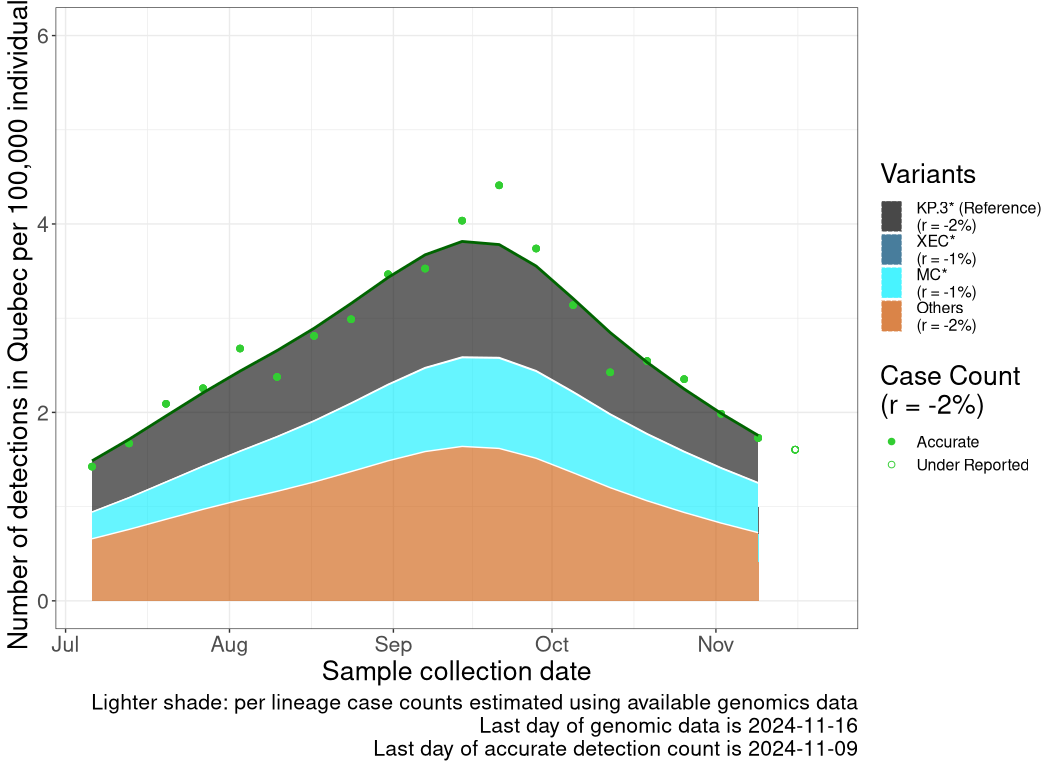 Number of detections in Quebec per 100,000 individual
6
4
2
0
Jul Aug Sep Oct Nov
Sample collection date
Lighter shade: per lineage case counts estimated using available genomics data
Last day of genomic data is 2024-11-16
Last day of accurate detection count is 2024-11-09
Variants
KP.3* (Reference)
(r = -2%)
XEC*
(r = -1%)
MC*
(r = -1%)
Others
(r = -2%)
Case Count
(r = -2%)
Accurate
Under Reported